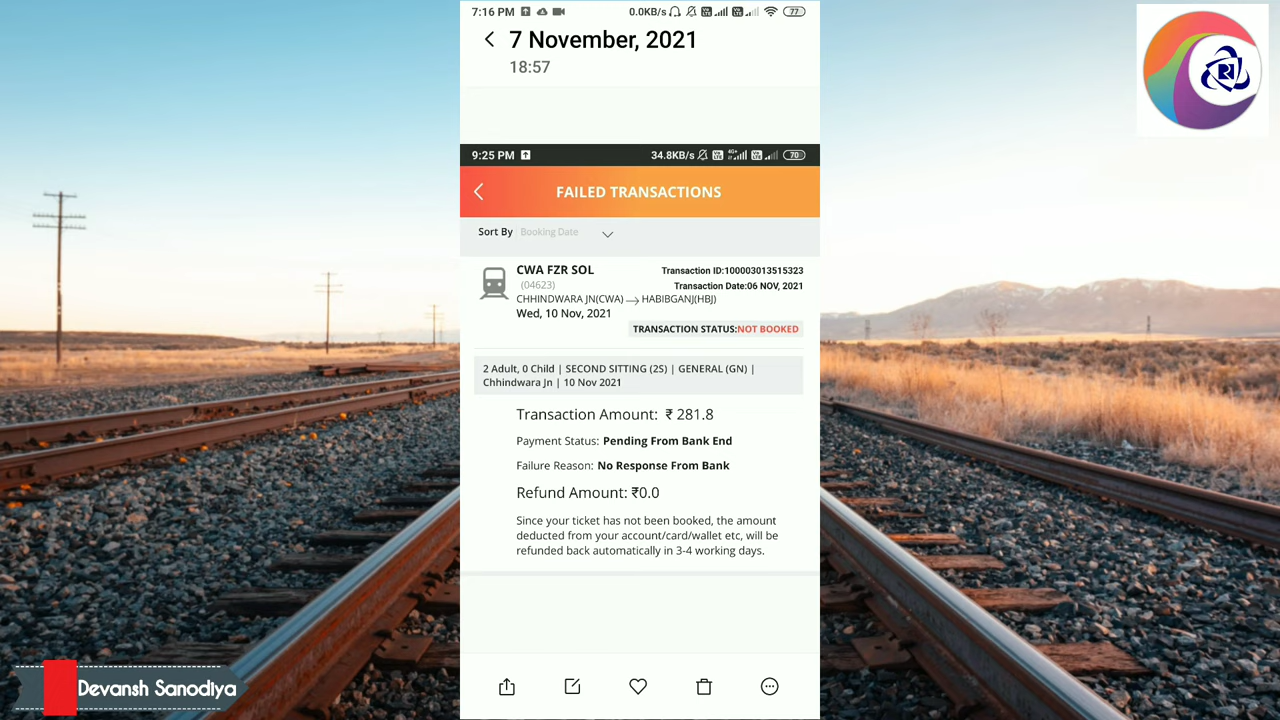 7:16 PM
0.0KB/s
77
7 November, 2021
18:57
9:25 PM
34.8KB/s
4G+
70
FAILED TRANSACTIONS
Sort By Booking Date
CWA FZR SOL
Transaction ID:100003013515323
(04623)
Transaction Date:06 NOV, 2021
CHHINDWARA JN(CWA) → HABIBGANJ(HBJ)
Wed, 10 Nov, 2021
TRANSACTION STATUS:NOT BOOKED
2 Adult, 0 Child | SECOND SITTING (2S) | GENERAL (GN) |
Chhindwara Jn | 10 Nov 2021
Transaction Amount: ₹ 281.8
Payment Status: Pending From Bank End
Failure Reason: No Response From Bank
Refund Amount: ₹0.0
Since your ticket has not been booked, the amount
deducted from your account/card/wallet etc, will be
refunded back automatically in 3-4 working days.
Devansh Sanodiya